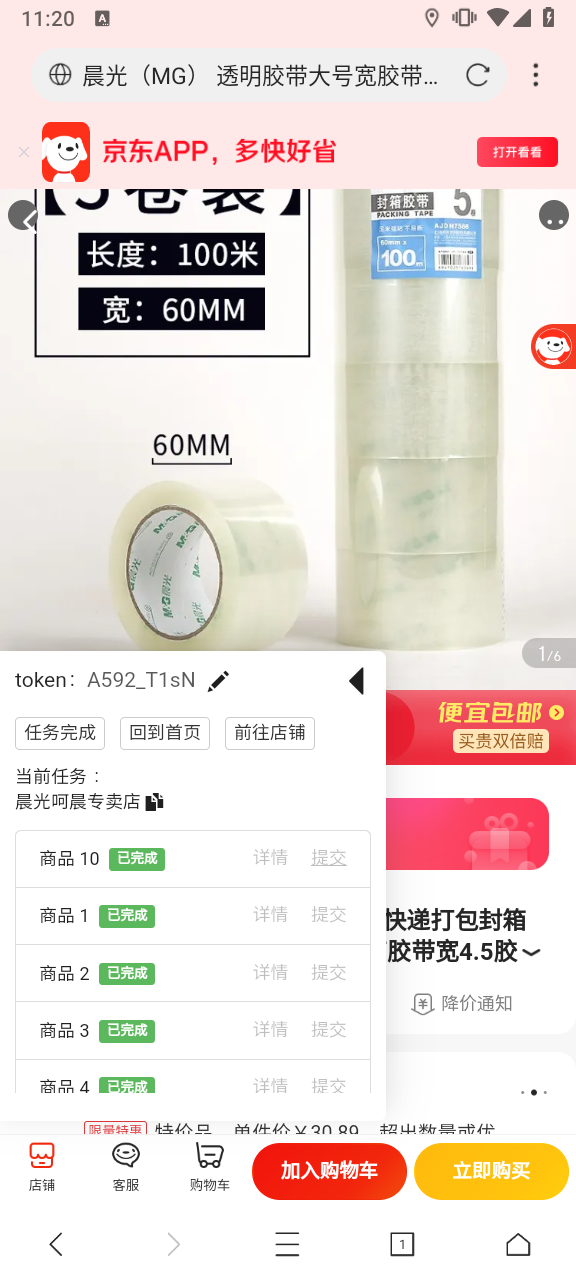 11:20
A
晨光（MG） 透明胶带大号宽胶带...
京东APP，多快好省
打开看看
【5卷装】
长度：100米
宽：60MM
封箱胶带
PACKING TAPE
5卷
60mm x
100m
60MM
M&G晨光
1/6
token： A592_T1sN
便宜包邮
买贵双倍赔
任务完成 回到首页 前往店铺
当前任务：
晨光呵晨专卖店
商品 10 已完成 详情 提交
商品 1 已完成 详情 提交
快递打包封箱
胶带宽4.5胶
商品 2 已完成 详情 提交
降价通知
商品 3 已完成 详情 提交
商品 4 已完成 详情 提交
限量特惠 特价品，单件价￥30.89，超出数量或优
店铺 客服 购物车 加入购物车 立即购买
1